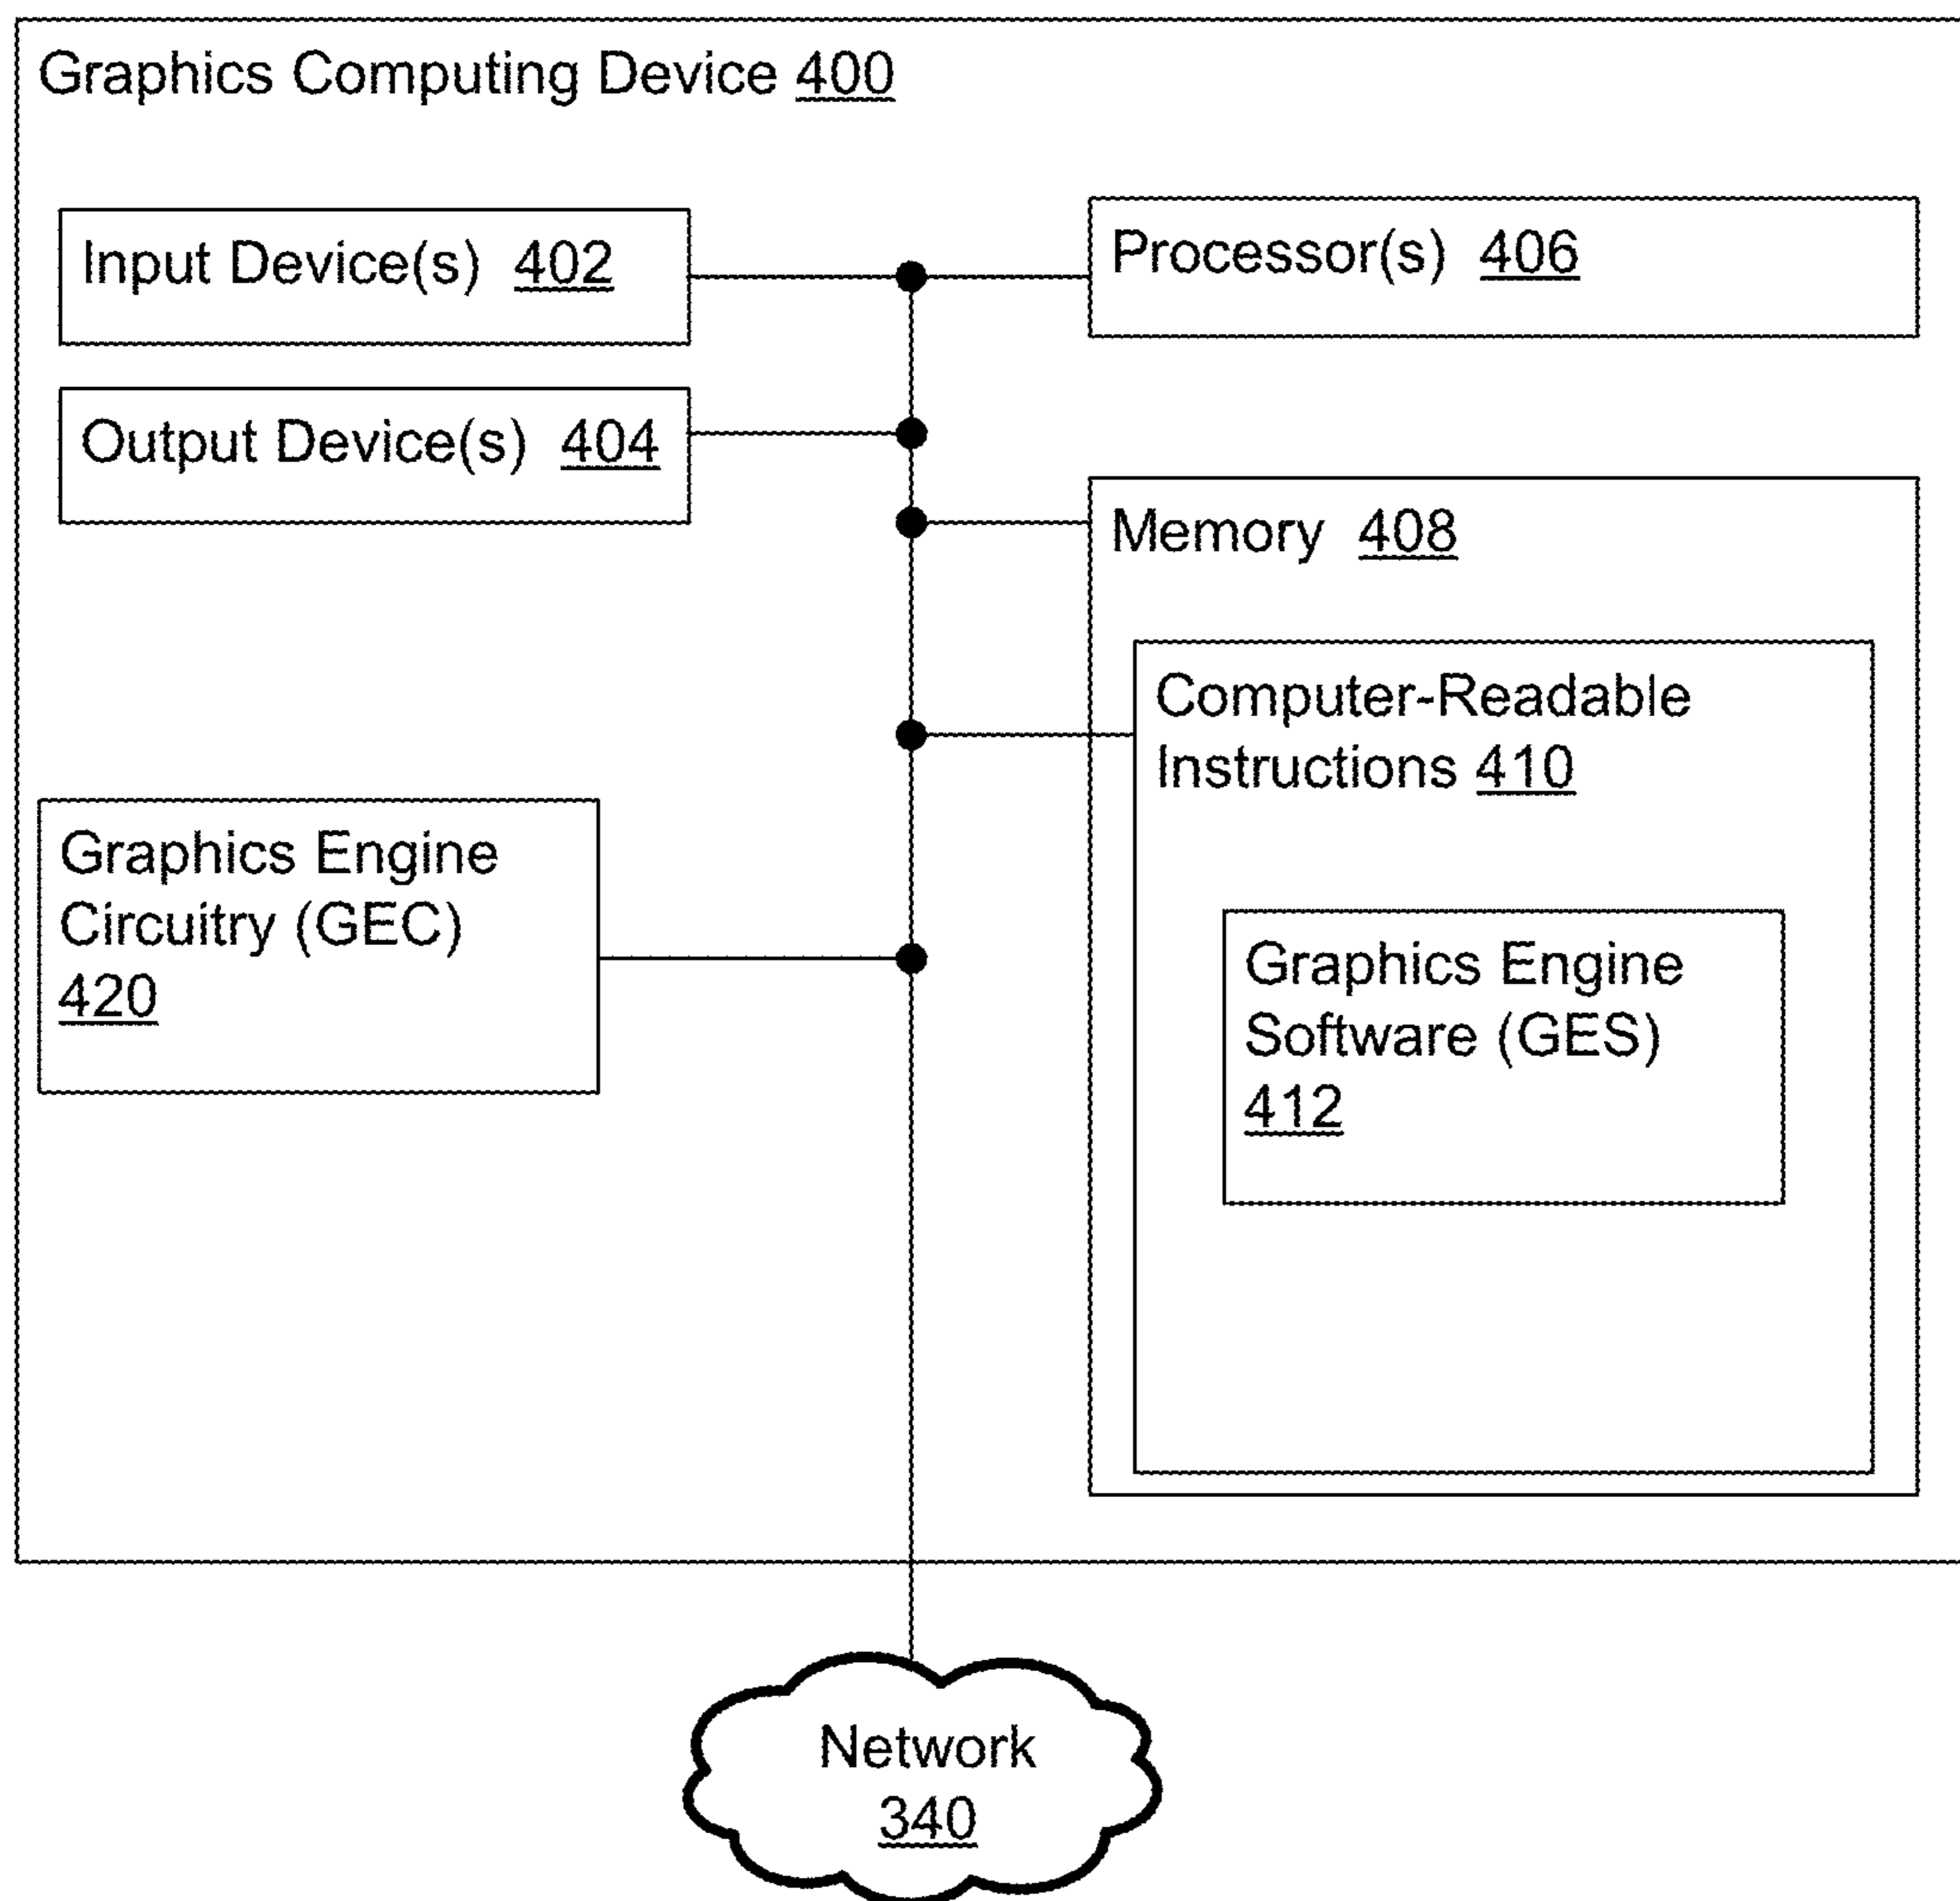 Graphics Computing Device 400
Input Device(s) 402
Processor(s) 406
Output Device(s) 404
Memory 408
Computer-Readable
Instructions 410
Graphics Engine
Circuitry (GEC)
420
Graphics Engine
Software (GES)
412
Network
340